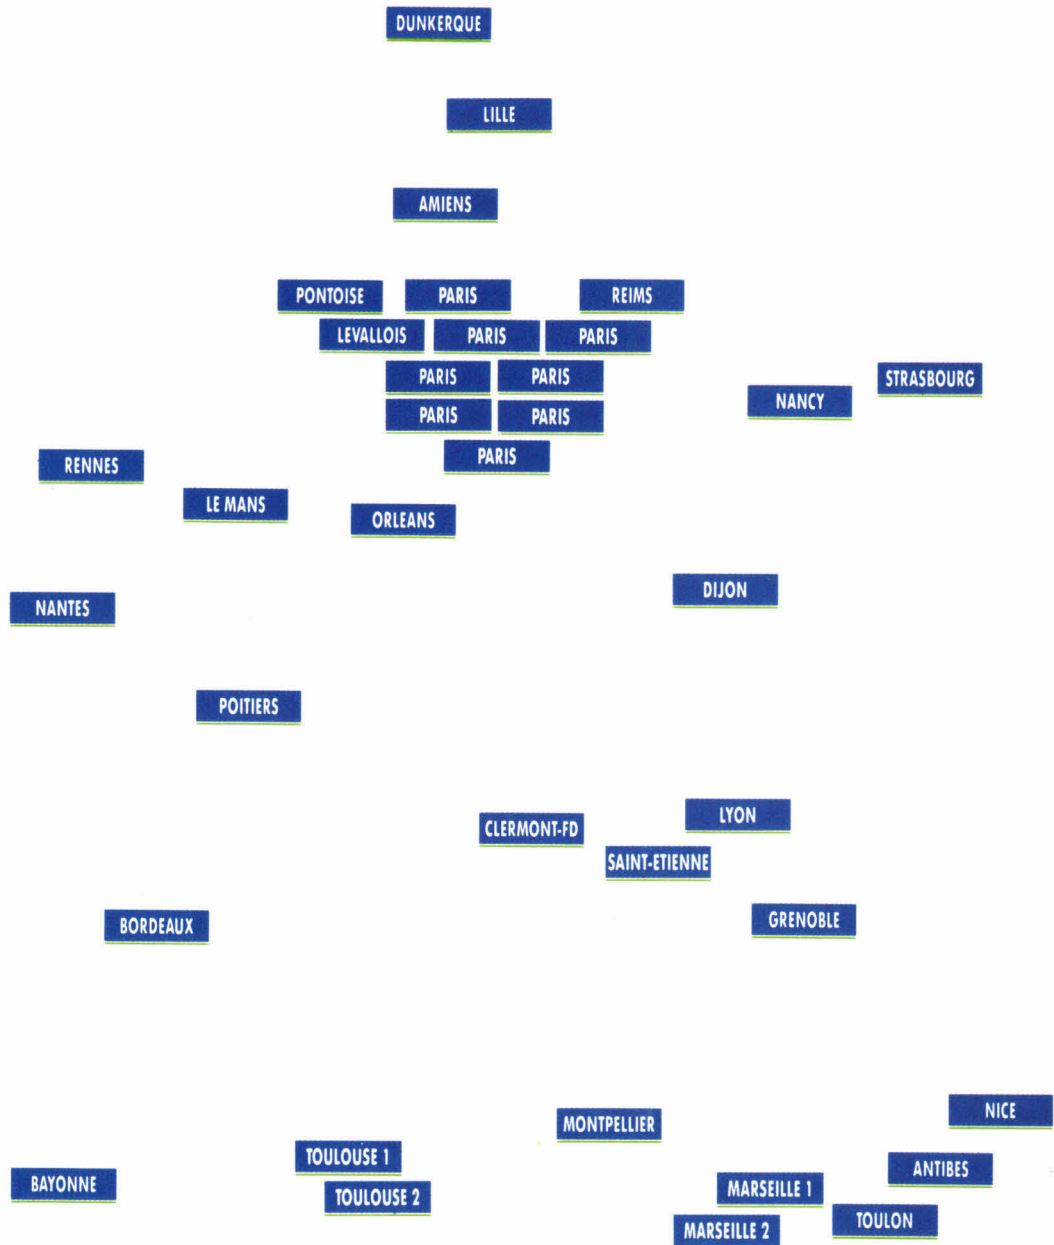 DUNKERQUE
LILLE
AMIENS
PONTOISE
PARIS
REIMS
LEVALLOIS
PARIS
PARIS
PARIS
PARIS
STRASBOURG
NANCY
PARIS
PARIS
PARIS
RENNES
LE MANS
ORLEANS
DIJON
NANTES
POITIERS
LYON
CLERMONT-FD
SAINT-ETIENNE
BORDEAUX
GRENOBLE
NICE
MONTPELLIER
TOULOUSE 1
ANTIBES
BAYONNE
TOULOUSE 2
MARSEILLE 1
TOULON
MARSEILLE 2